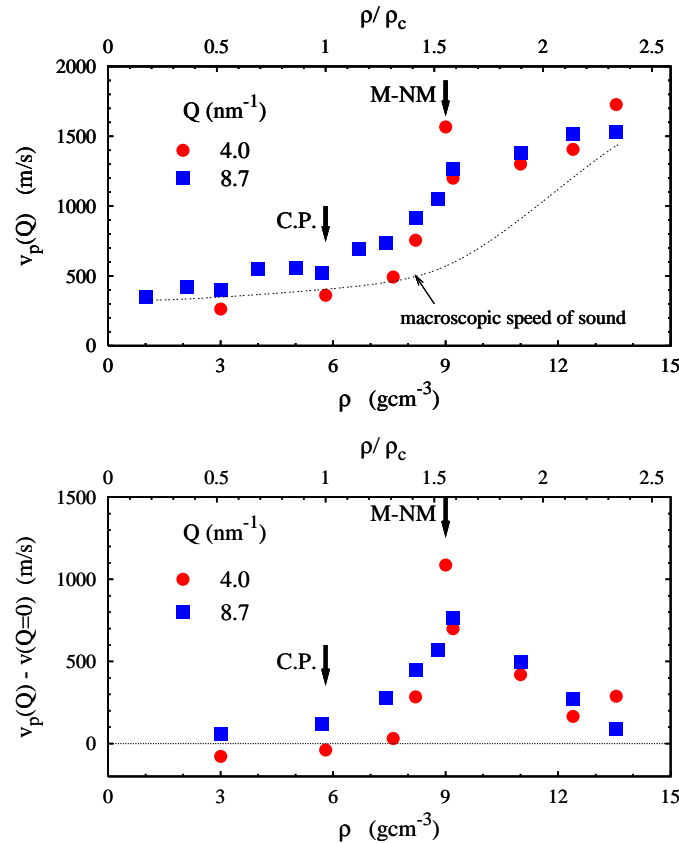 ρ/ρc
0 0.5 1 1.5 2 2.5
2000
1500
1000
500
0
vp(Q) (m/s)
Q (nm-1)
4.0
8.7
M-NM
C.P.
macroscopic speed of sound
0 3 6 9 12 15
ρ (gcm-3)
ρ/ρc
0 0.5 1 1.5 2 2.5
1500
1000
500
0
vp(Q) - v(Q=0) (m/s)
Q (nm-1)
4.0
8.7
M-NM
C.P.
0 3 6 9 12 15
ρ (gcm-3)